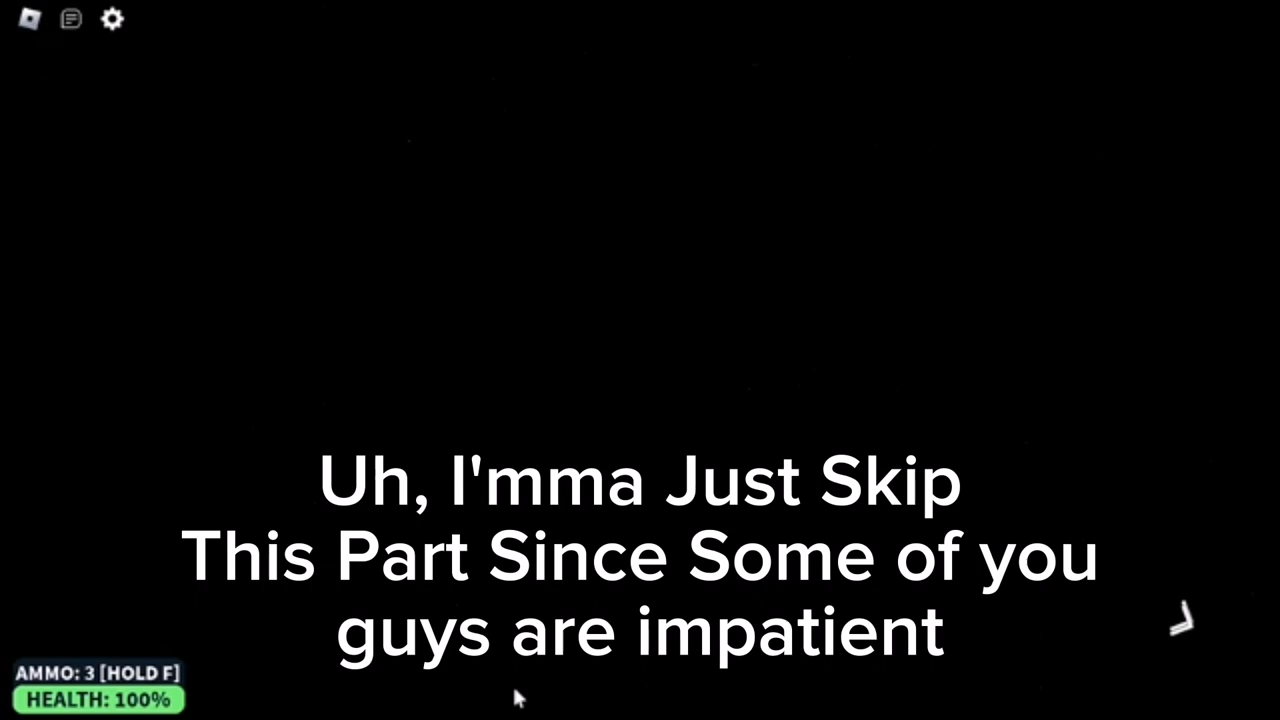 Uh, I'mma Just Skip
This Part Since Some of you
guys are impatient
AMMO: 3 [HOLD F]
HEALTH: 100%